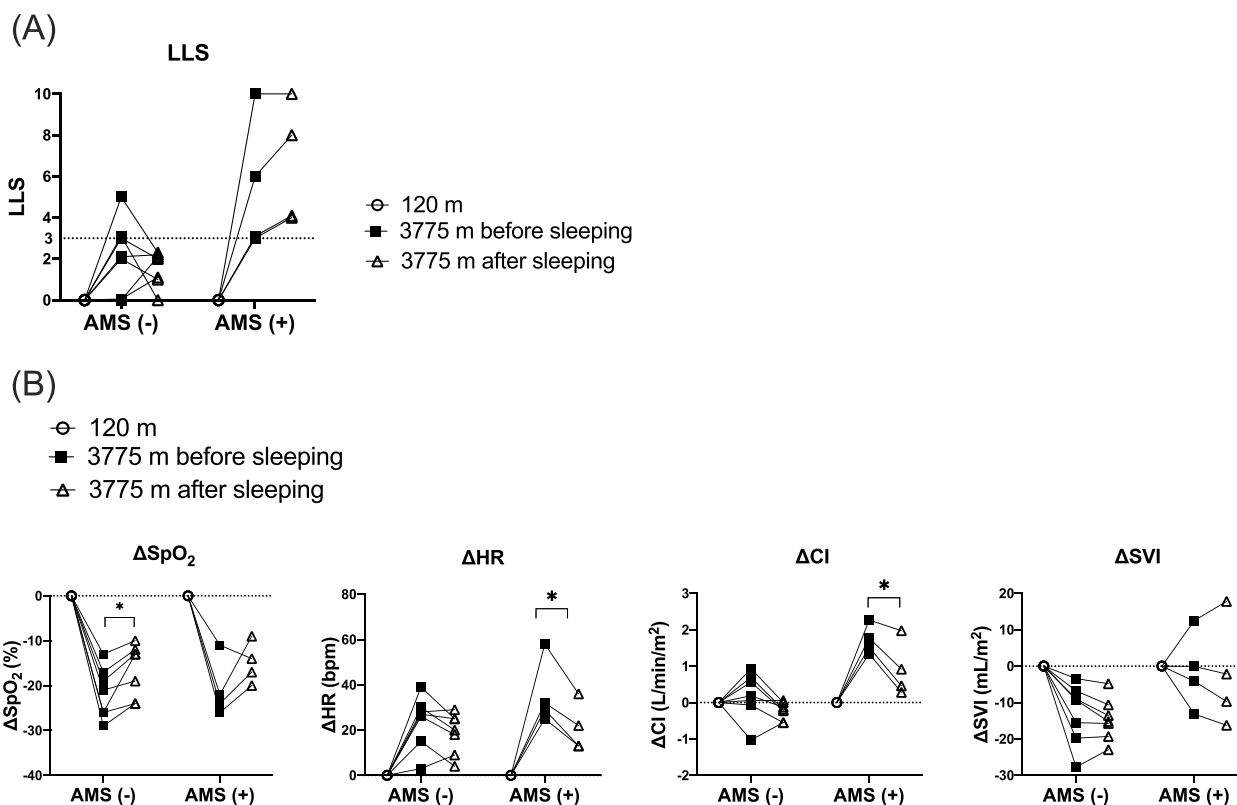 (A)
LLS
10
8
6
4
3
2
0
LLS
AMS (-) AMS (+)
120 m
3775 m before sleeping
3775 m after sleeping
(B)
120 m
3775 m before sleeping
3775 m after sleeping
ΔSpO2
0
-10
-20
-30
-40
ΔSpO2 (%)
*
AMS (-) AMS (+)
ΔHR
80
60
40
20
0
ΔHR (bpm)
*
AMS (-) AMS (+)
ΔCI
3
2
1
0
-1
-2
ΔCI (L/min/m2)
*
AMS (-) AMS (+)
ΔSVI
20
10
0
-10
-20
-30
ΔSVI (mL/m2)
AMS (-) AMS (+)